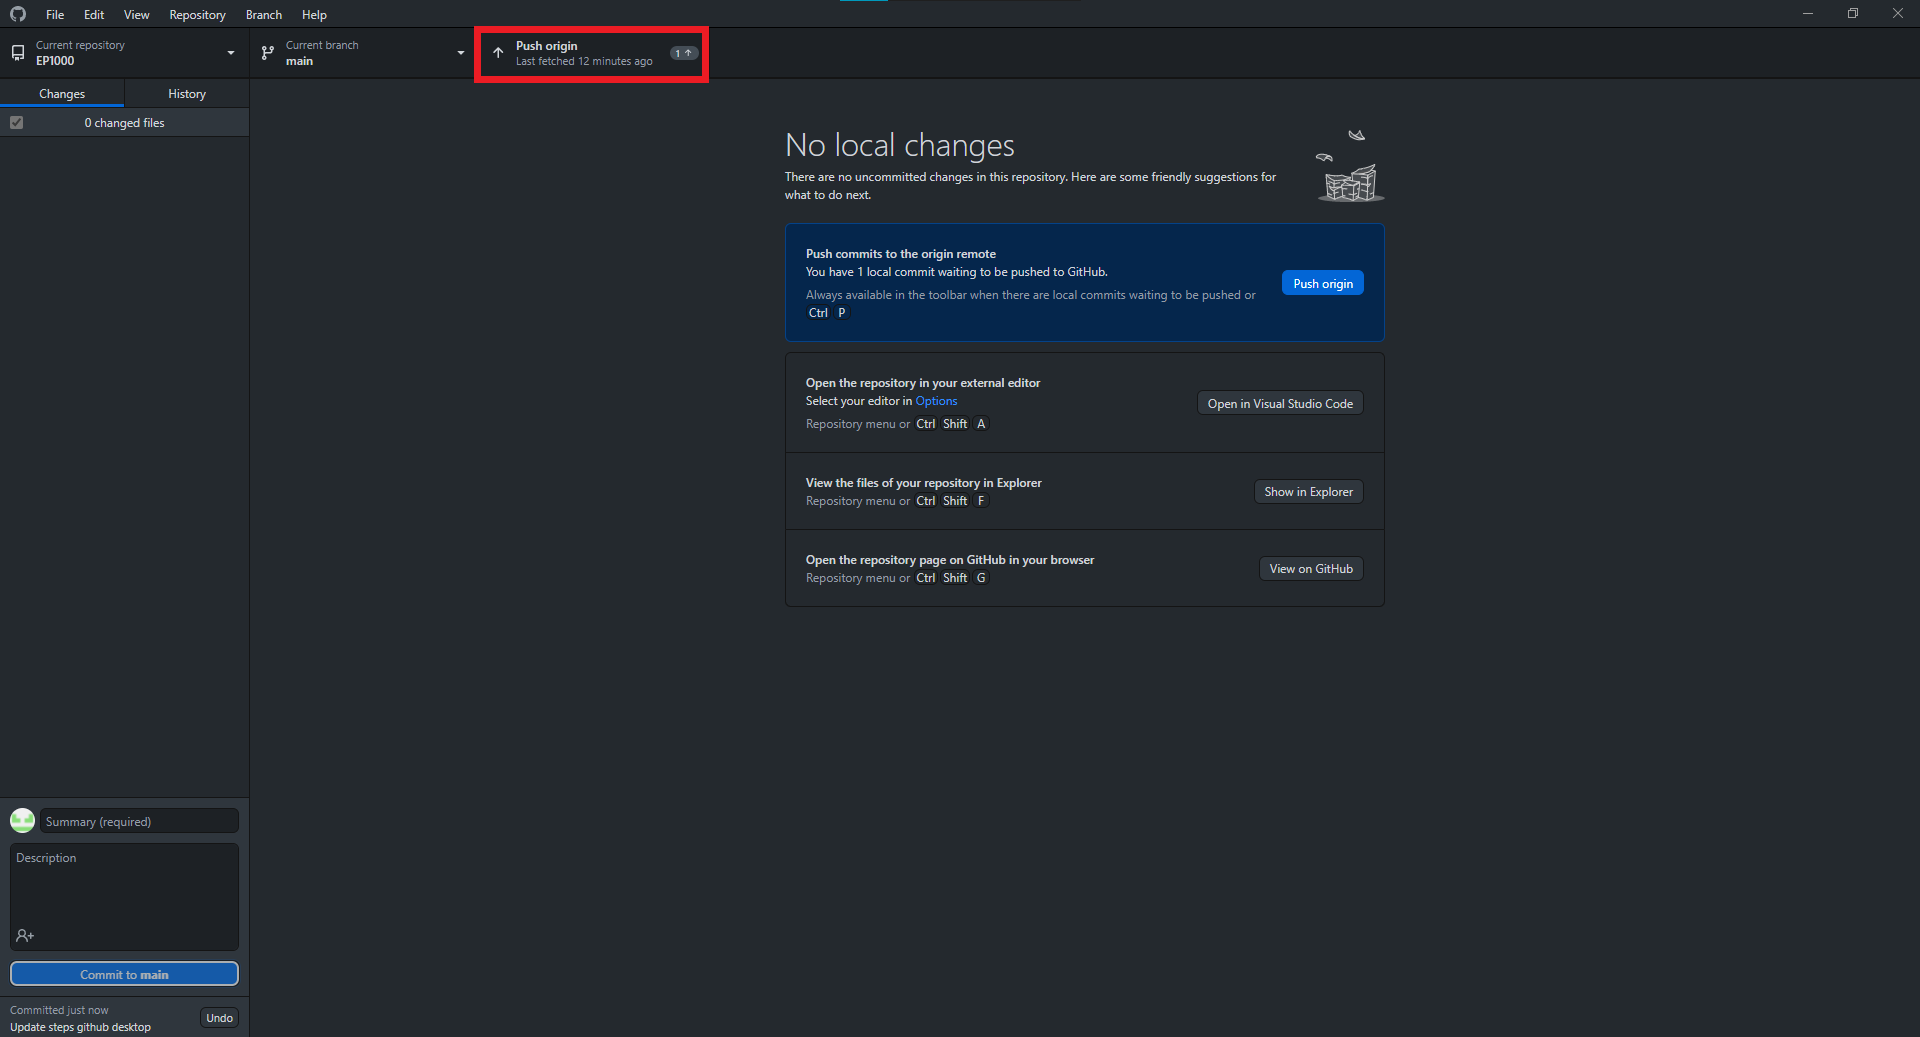 File Edit View Repository Branch Help
Current repository
EP1000
Current branch
main
Push origin
Last fetched 12 minutes ago
1
Changes History
0 changed files
No local changes
There are no uncommitted changes in this repository. Here are some friendly suggestions for
what to do next.
Push commits to the origin remote
You have 1 local commit waiting to be pushed to GitHub.
Always available in the toolbar when there are local commits waiting to be pushed or
Ctrl P
Push origin
Open the repository in your external editor
Select your editor in Options
Repository menu or Ctrl Shift A
Open in Visual Studio Code
View the files of your repository in Explorer
Repository menu or Ctrl Shift F
Show in Explorer
Open the repository page on GitHub in your browser
Repository menu or Ctrl Shift G
View on GitHub
Summary (required)
Description
Commit to main
Committed just now
Update steps github desktop
Undo